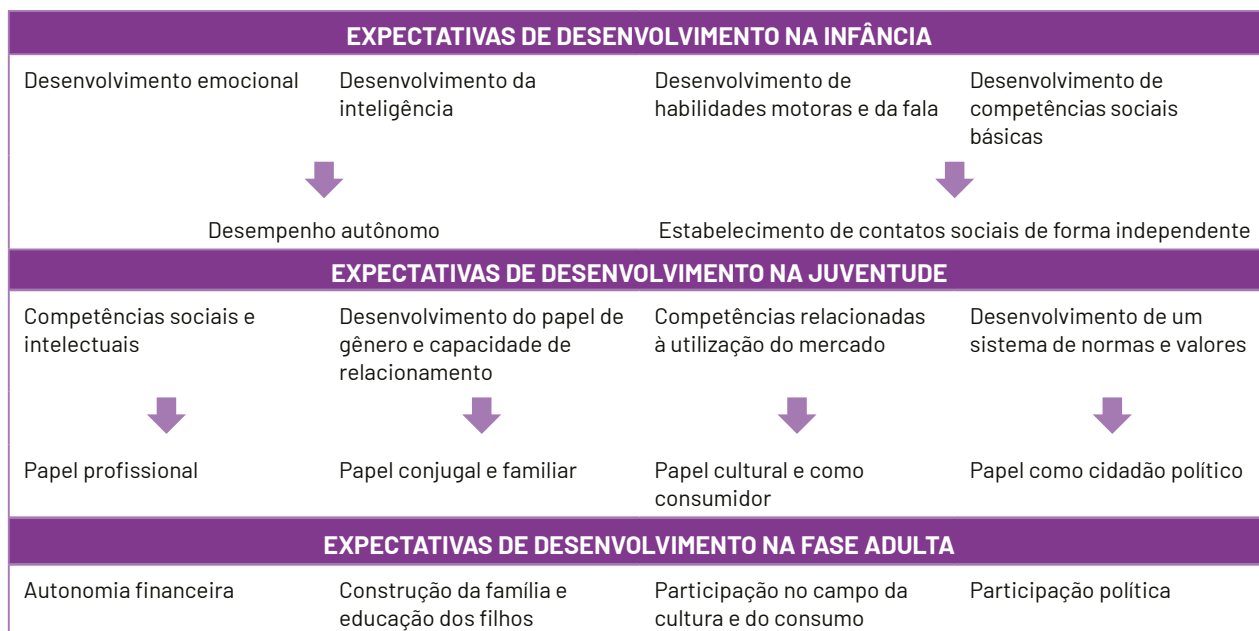 EXPECTATIVAS DE DESENVOLVIMENTO NA INFÂNCIA
Desenvolvimento emocional
Desenvolvimento da
inteligência
Desenvolvimento de
habilidades motoras e da fala
Desenvolvimento de
competências sociais
básicas
Desempenho autônomo
Estabelecimento de contatos sociais de forma independente
EXPECTATIVAS DE DESENVOLVIMENTO NA JUVENTUDE
Competências sociais e
intelectuais
Desenvolvimento do papel de
gênero e capacidade de
relacionamento
Competências relacionadas
à utilização do mercado
Desenvolvimento de um
sistema de normas e valores
Papel profissional
Papel conjugal e familiar
Papel cultural e como
consumidor
Papel como cidadão político
EXPECTATIVAS DE DESENVOLVIMENTO NA FASE ADULTA
Autonomia financeira
Construção da família e
educação dos filhos
Participação no campo da
cultura e do consumo
Participação política